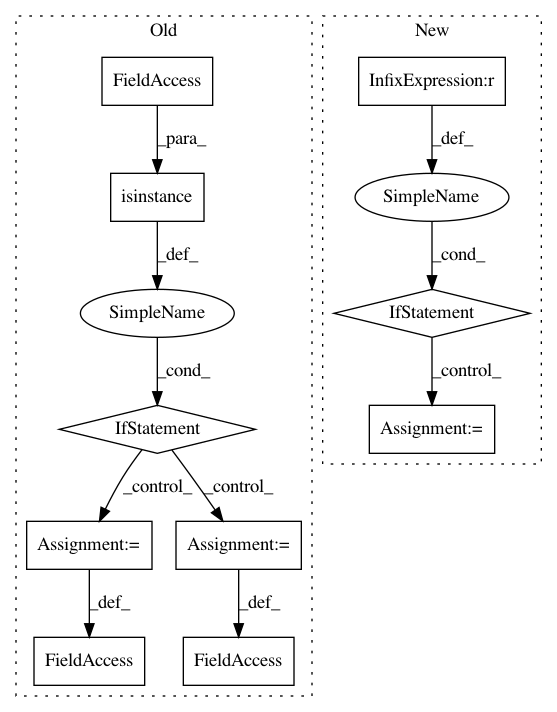 Old
New
FieldAccess
InfixExpression:r
_para_
_def_
isinstance
SimpleName
_def_
_cond_
SimpleName
IfStatement
_cond_
_control_
IfStatement
Assignment:=
_control_
_control_
Assignment:=
Assignment:=
_def_
_def_
FieldAccess
FieldAccess